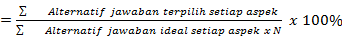 = ∑ Alternatif jawaban terpilih setiap aspek
∑ Alternatif jawaban ideal setiap aspek x N x 100%